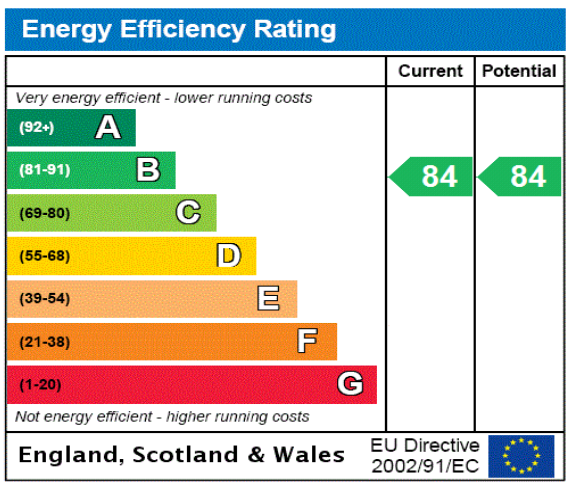 Energy Efficiency Rating
Current Potential
Very energy efficient - lower running costs
(92+) A
(81-91) B 84 84
(69-80) C
(55-68) D
(39-54) E
(21-38) F
(1-20) G
Not energy efficient - higher running costs
England, Scotland & Wales
EU Directive
2002/91/EC